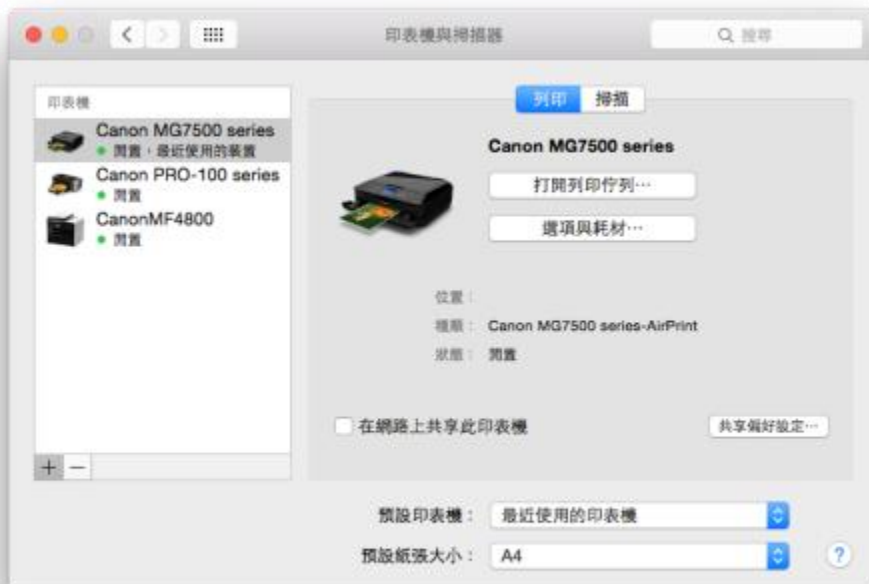 印表機與掃描器
搜尋
印表機
Canon MG7500 series
閒置，最近使用的裝置
Canon PRO-100 series
閒置
CanonMF4800
閒置
列印
掃描
Canon MG7500 series
打開列印佇列…
選項與耗材…
位置：
種類： Canon MG7500 series-AirPrint
狀態： 閒置
在網路上共享此印表機
共享偏好設定…
+ −
預設印表機： 最近使用的印表機
預設紙張大小： A4
?